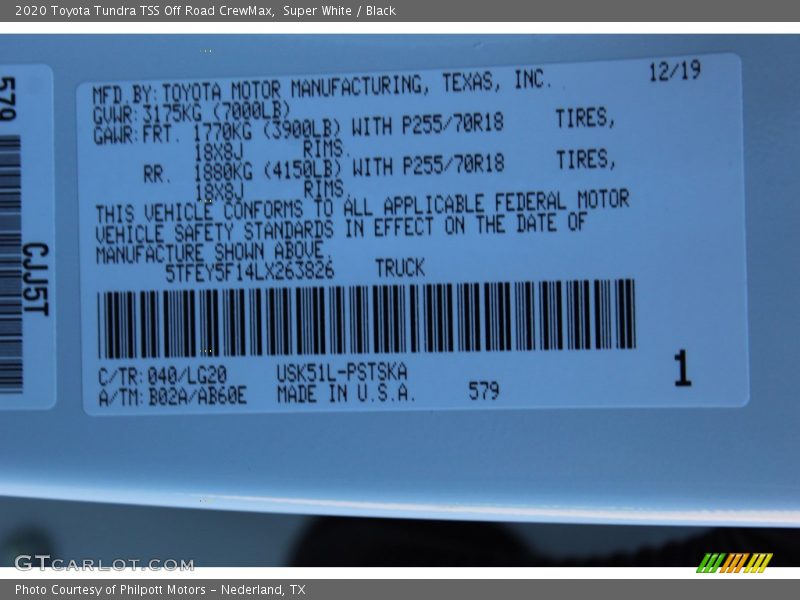 2020 Toyota Tundra TSS Off Road CrewMax,  Super White / Black
579
CJJ5T
MFD.BY:TOYOTA MOTOR MANUFACTURING, TEXAS, INC. 12/19
GVWR:3175KG (7000LB)
GAWR:FRT. 1770KG (3900LB) WITH P255/70R18 TIRES,
18X8J RIMS.
RR. 1880KG (4150LB) WITH P255/70R18 TIRES,
18X8J RIMS.
THIS VEHICLE CONFORMS TO ALL APPLICABLE FEDERAL MOTOR
VEHICLE SAFETY STANDARDS IN EFFECT ON THE DATE OF
MANUFACTURE SHOWN ABOVE.
5TFEY5F14LX263826 TRUCK
C/TR:040/LG20 USK51L-PSTSKA
A/TM:B02A/AB60E MADE IN U.S.A. 579
1
GTcarlot.com
Photo Courtesy of Philpott Motors - Nederland, TX